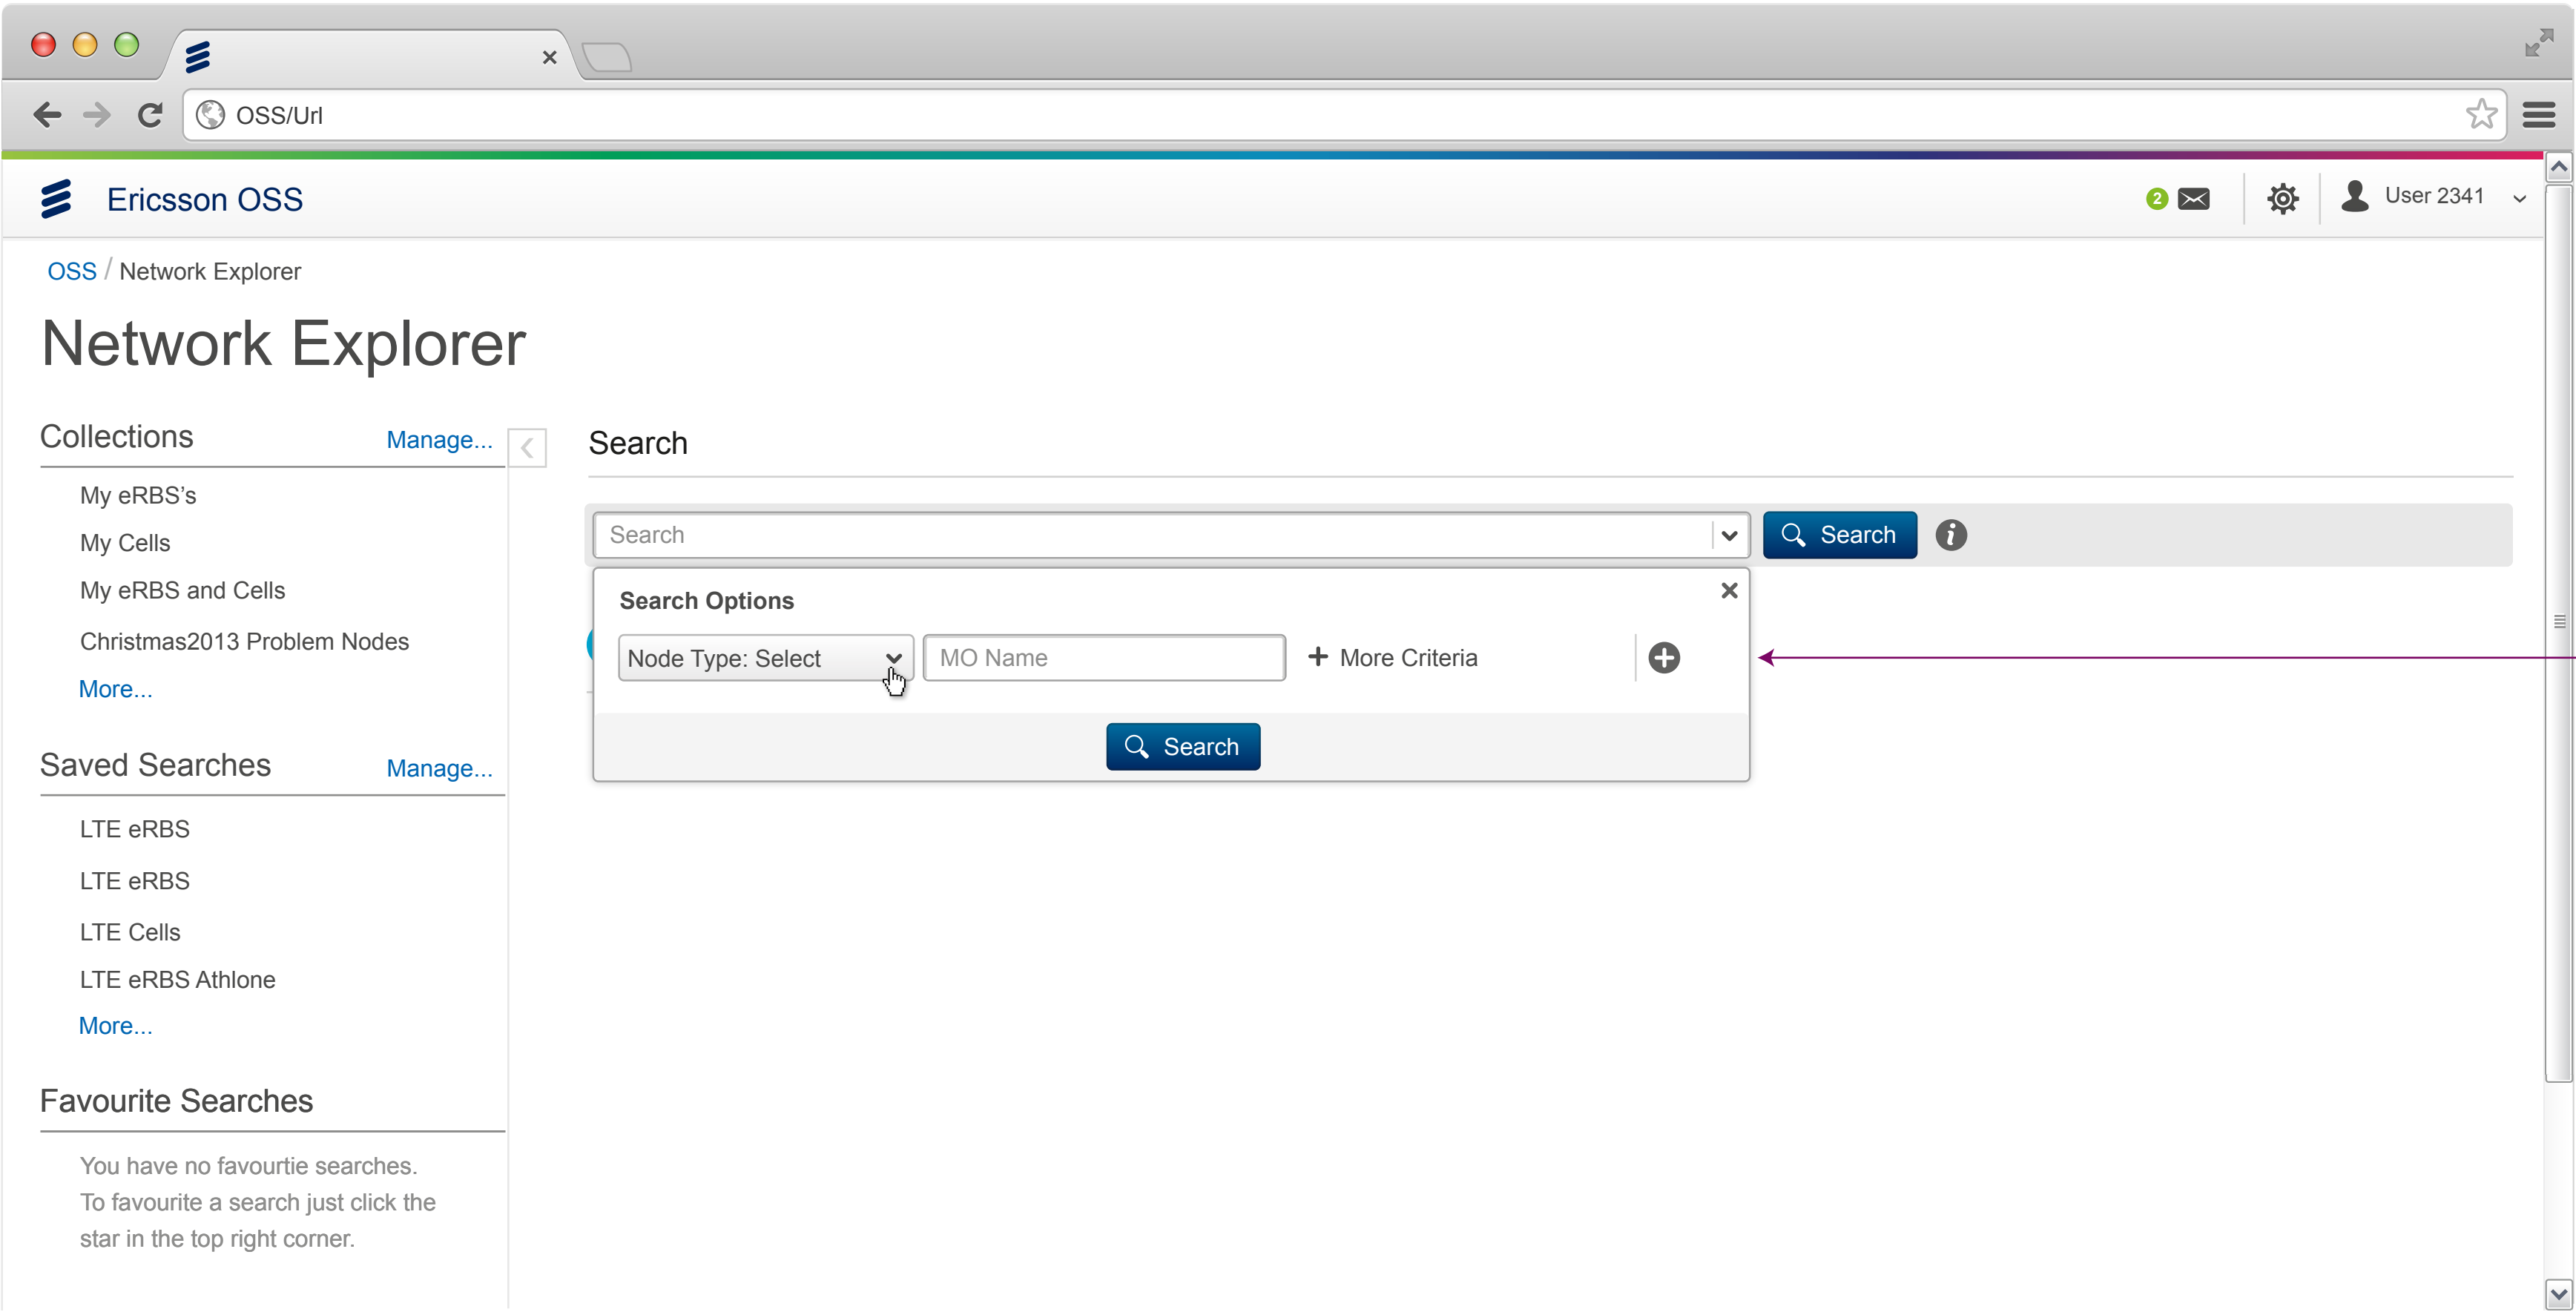 OSS/Url
Ericsson OSS
2
User 2341
OSS / Network Explorer
Network Explorer
Collections
Manage...
My eRBS’s
My Cells
My eRBS and Cells
Christmas2013 Problem Nodes
More...
Saved Searches
Manage...
LTE eRBS
LTE eRBS
LTE Cells
LTE eRBS Athlone
More...
Favourite Searches
You have no favourtie searches.
To favourite a search just click the
star in the top right corner.
Search
Search
Search
Search Options
Node Type: Select
MO Name
+ More Criteria
Search